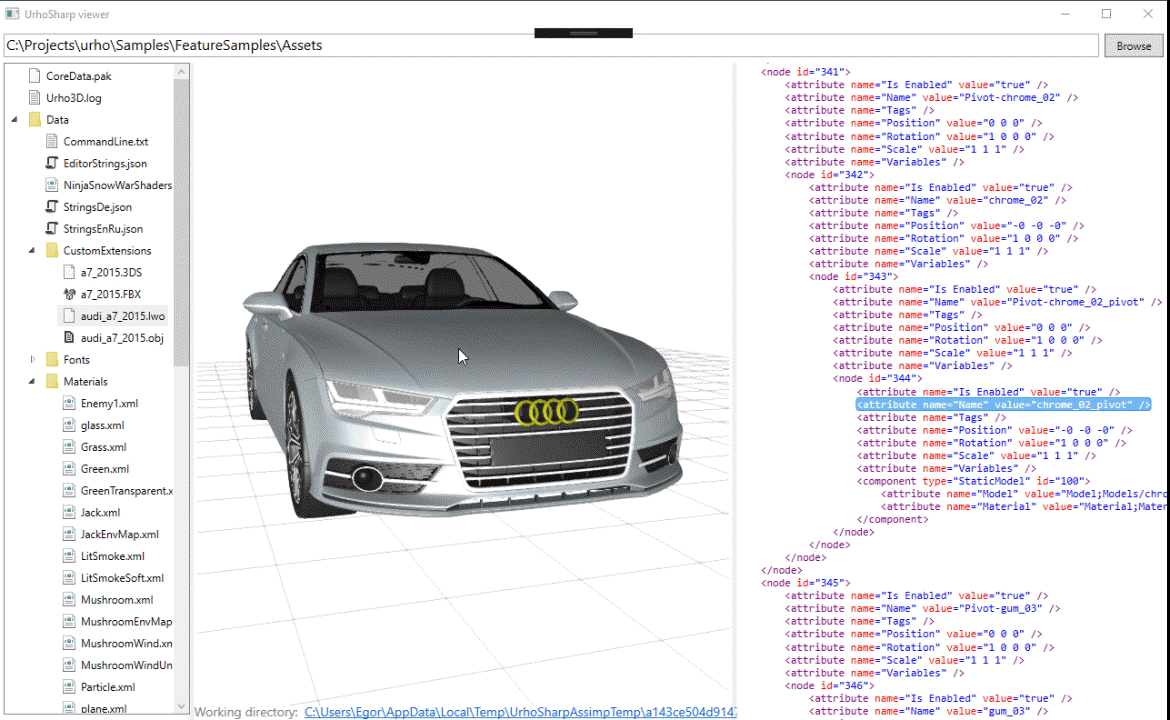 UrhoSharp viewer
C:\Projects\urho\Samples\FeatureSamples\Assets
Browse
CoreData.pak
Urho3D.log
Data
CommandLine.txt
EditorStrings.json
NinjaSnowWarShaders
StringsDe.json
StringsEnRu.json
CustomExtensions
a7_2015.3DS
a7_2015.FBX
audi_a7_2015.lwo
audi_a7_2015.obj
Fonts
Materials
Enemy1.xml
glass.xml
Grass.xml
Green.xml
GreenTransparent.x
Jack.xml
JackEnvMap.xml
LitSmoke.xml
LitSmokeSoft.xml
Mushroom.xml
MushroomEnvMap
MushroomWind.xn
MushroomWindUn
Particle.xml
plane.xml
Working directory: C:\Users\Egor\AppData\Local\Temp\UrhoSharpAssimpTemp\a143ce504d9147
<node id="341">
<attribute name="Is Enabled" value="true" />
<attribute name="Name" value="Pivot-chrome_02" />
<attribute name="Tags" />
<attribute name="Position" value="0 0 0" />
<attribute name="Rotation" value="1 0 0 0" />
<attribute name="Scale" value="1 1 1" />
<attribute name="Variables" />
<node id="342">
<attribute name="Is Enabled" value="true" />
<attribute name="Name" value="chrome_02" />
<attribute name="Tags" />
<attribute name="Position" value="-0 -0 -0" />
<attribute name="Rotation" value="1 0 0 0" />
<attribute name="Scale" value="1 1 1" />
<attribute name="Variables" />
<node id="343">
<attribute name="Is Enabled" value="true" />
<attribute name="Name" value="Pivot-chrome_02_pivot" />
<attribute name="Tags" />
<attribute name="Position" value="0 0 0" />
<attribute name="Rotation" value="1 0 0 0" />
<attribute name="Scale" value="1 1 1" />
<attribute name="Variables" />
<node id="344">
<attribute name="Is Enabled" value="true" />
<attribute name="Name" value="chrome_02_pivot" />
<attribute name="Tags" />
<attribute name="Position" value="-0 -0 -0" />
<attribute name="Rotation" value="1 0 0 0" />
<attribute name="Scale" value="1 1 1" />
<attribute name="Variables" />
<component type="StaticModel" id="100">
<attribute name="Model" value="Model;Models/chro
<attribute name="Material" value="Material;Mater
</component>
</node>
</node>
</node>
</node>
<node id="345">
<attribute name="Is Enabled" value="true" />
<attribute name="Name" value="Pivot-gum_03" />
<attribute name="Tags" />
<attribute name="Position" value="0 0 0" />
<attribute name="Rotation" value="1 0 0 0" />
<attribute name="Scale" value="1 1 1" />
<attribute name="Variables" />
<node id="346">
<attribute name="Is Enabled" value="true" />
<attribute name="Name" value="gum_03" />